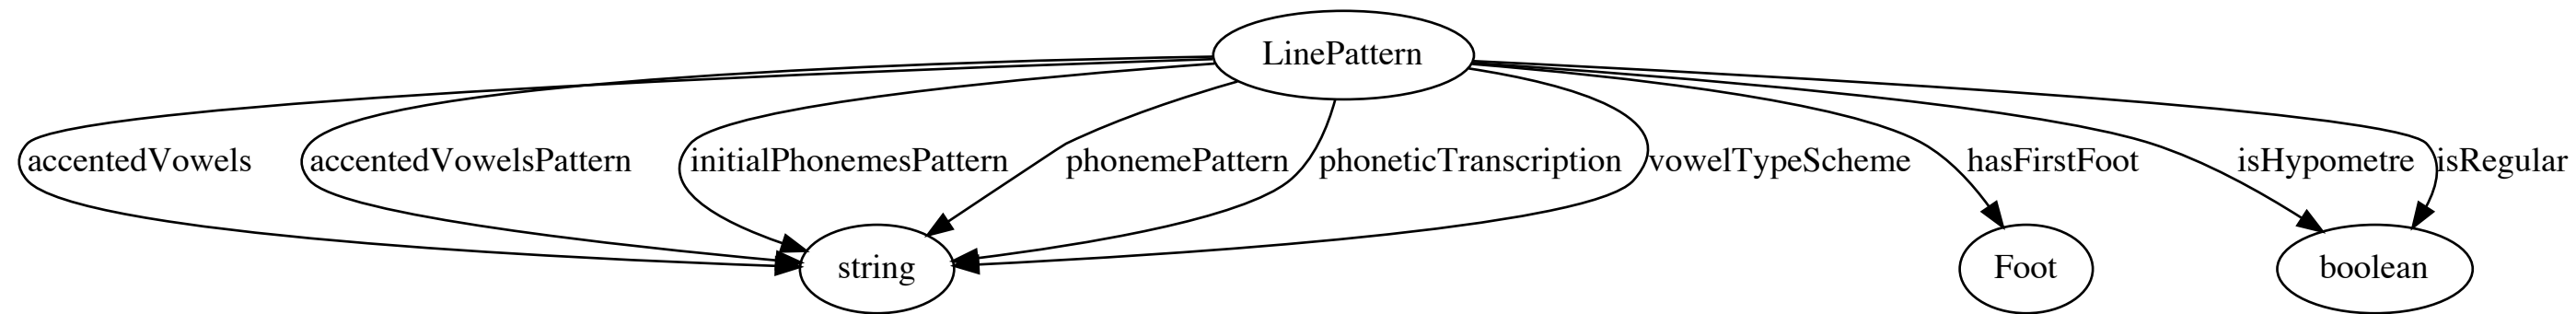 LinePattern
accentedVowels accentedVowelsPattern initialPhonemesPattern phonemePattern phoneticTranscription vowelTypeScheme hasFirstFoot isHypometre isRegular
string Foot boolean